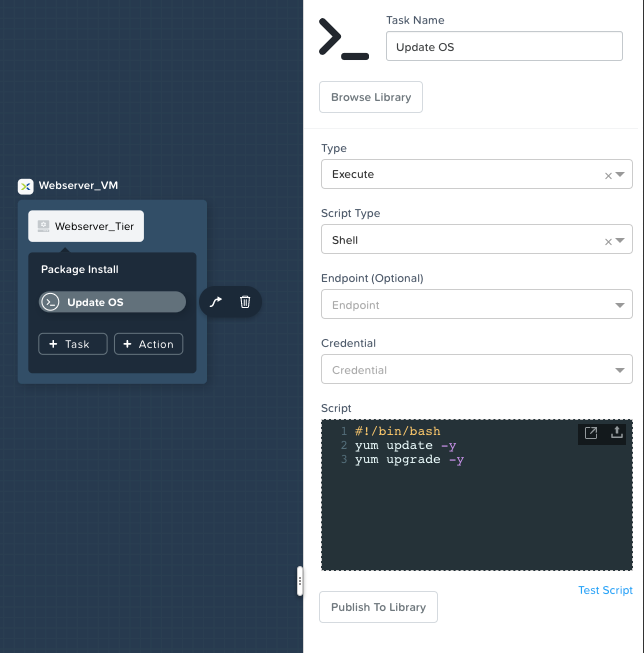 Webserver_VM
Webserver_Tier
Package Install
Update OS
+ Task
+ Action
Task Name
Update OS
Browse Library
Type
Execute
Script Type
Shell
Endpoint (Optional)
Endpoint
Credential
Credential
Script
1 #!/bin/bash
2 yum update -y
3 yum upgrade -y
Test Script
Publish To Library